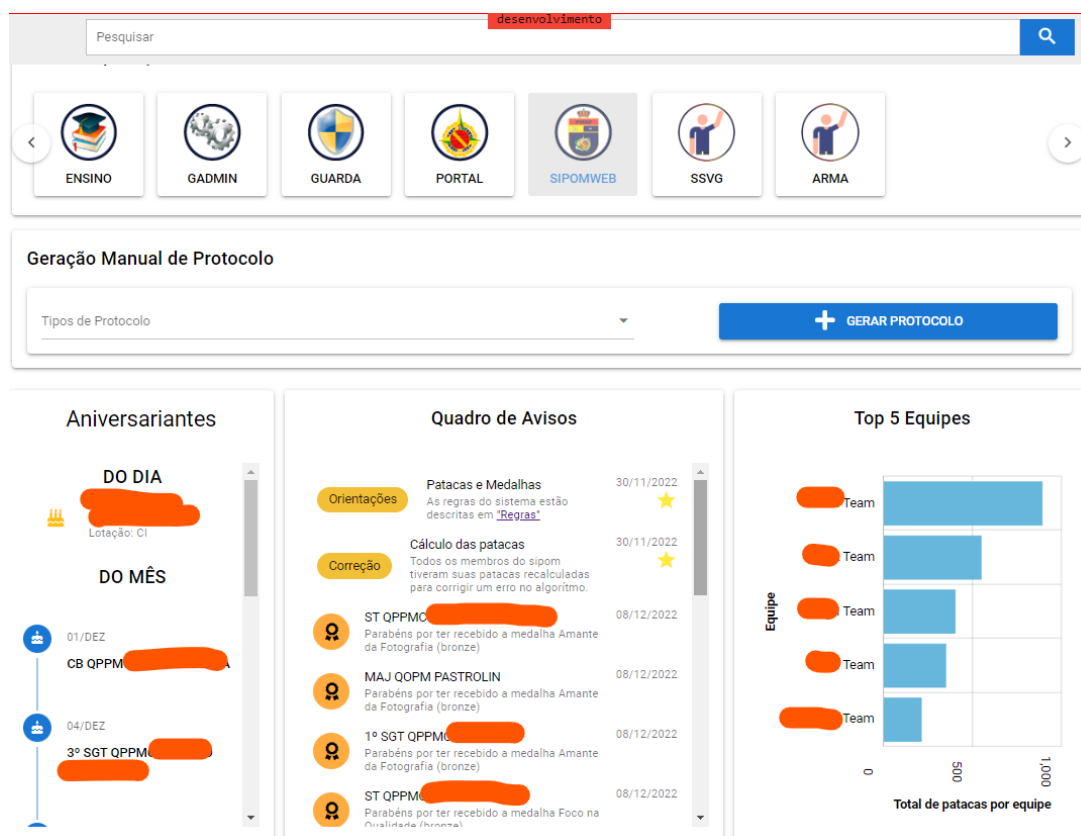 desenvolvimento
Pesquisar
ENSINO
GADMIN
GUARDA
PORTAL
SIPOMWEB
SSVG
ARMA
Geração Manual de Protocolo
Tipos de Protocolo
GERAR PROTOCOLO
Aniversariantes
DO DIA
Lotação: CI
DO MÊS
01/DEZ
CB QPPM
04/DEZ
3º SGT QPPM
Quadro de Avisos
Orientações
Patacas e Medalhas
30/11/2022
As regras do sistema estão
descritas em "Regras"
Correção
Cálculo das patacas
30/11/2022
Todos os membros do sipom
tiveram suas patacas recalculadas
para corrigir um erro no algorítmo.
ST QPPMC
08/12/2022
Parabéns por ter recebido a medalha Amante
da Fotografia (bronze)
MAJ QOPM PASTROLIN
08/12/2022
Parabéns por ter recebido a medalha Amante
da Fotografia (bronze)
1º SGT QPPMC
08/12/2022
Parabéns por ter recebido a medalha Amante
da Fotografia (bronze)
ST QPPMC
08/12/2022
Parabéns por ter recebido a medalha Foco na
Qualidade (bronze)
Top 5 Equipes
Equipe
Team
Team
Team
Team
Team
0
500
1,000
Total de patacas por equipe